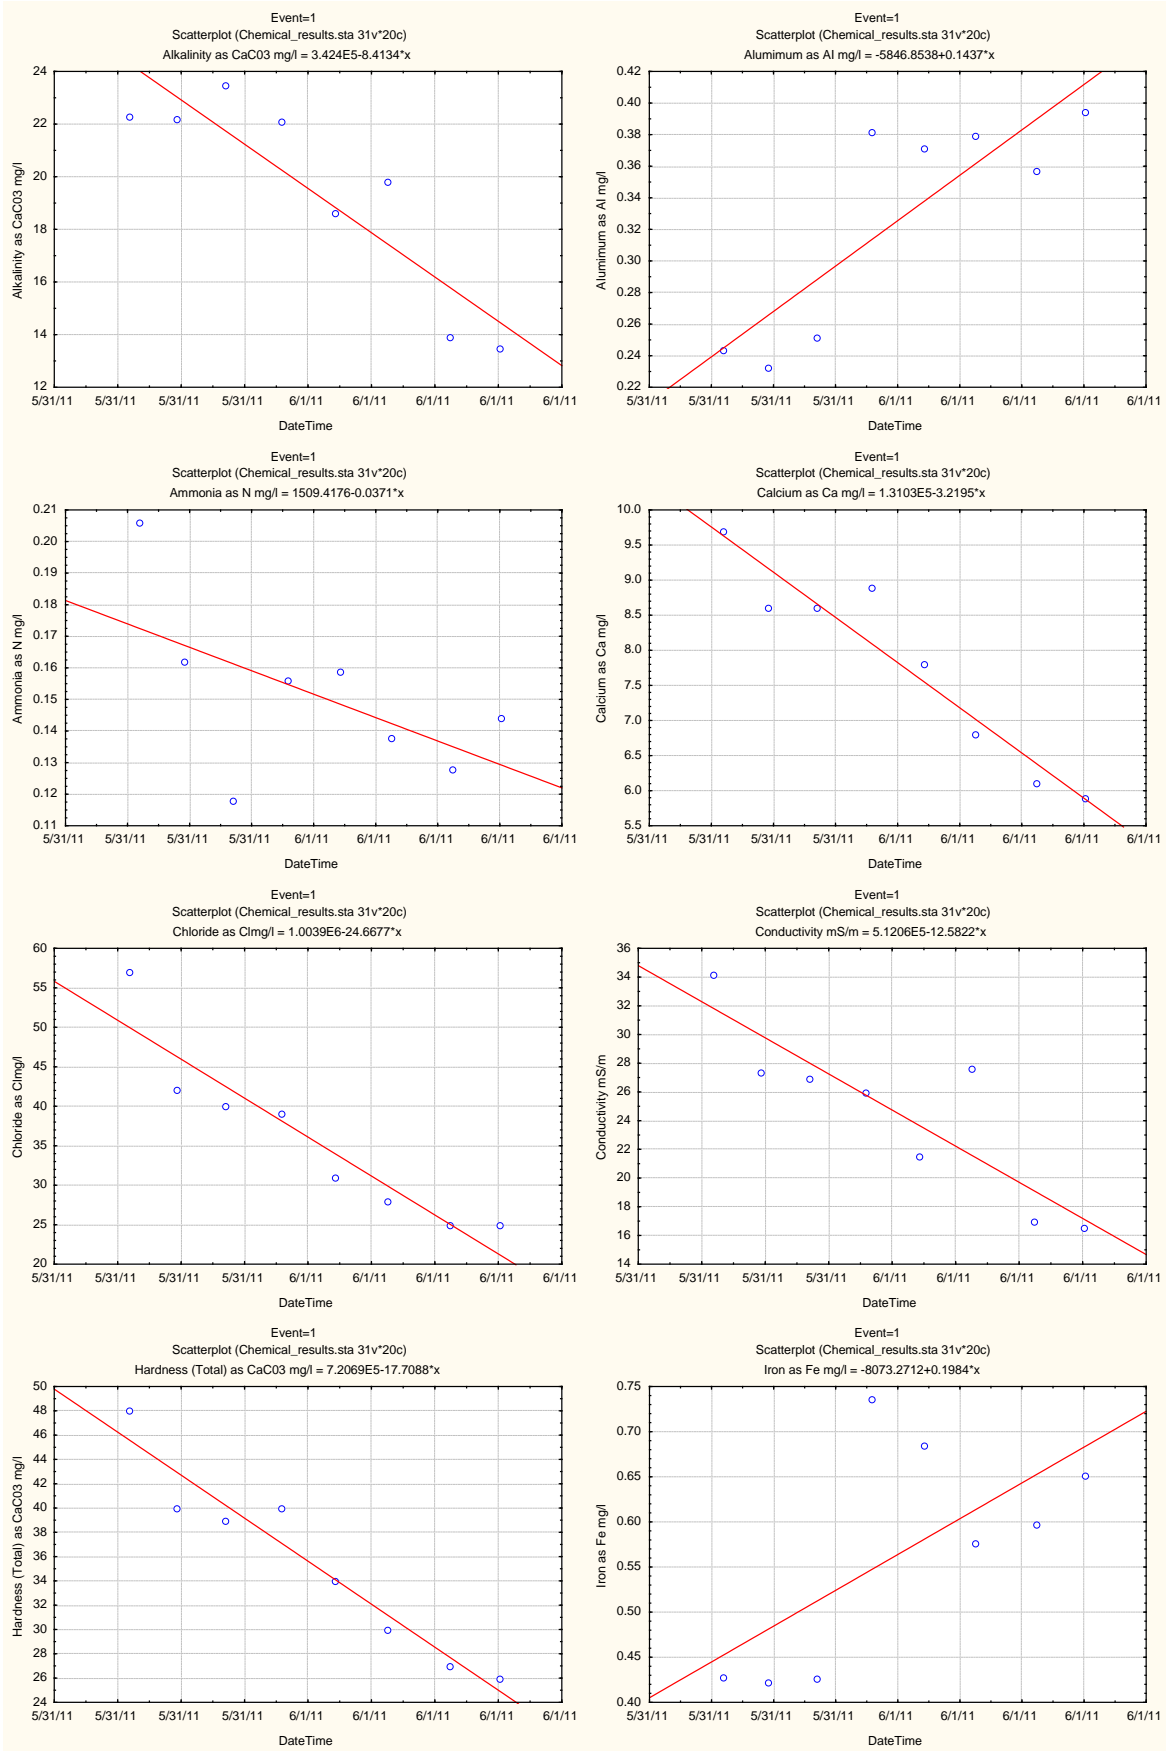 Event=1
Scatterplot (Chemical_results.sta 31v*20c)
Alkalinity as CaC03 mg/l = 3.424E5-8.4134*x
24
22
20
18
16
14
12
Alkalinity as CaC03 mg/l
5/31/11 5/31/11 5/31/11 5/31/11 6/1/11 6/1/11 6/1/11 6/1/11 6/1/11
DateTime
Event=1
Scatterplot (Chemical_results.sta 31v*20c)
Alumimum as Al mg/l = -5846.8538+0.1437*x
0.42
0.40
0.38
0.36
0.34
0.32
0.30
0.28
0.26
0.24
0.22
Alumimum as Al mg/l
5/31/11 5/31/11 5/31/11 5/31/11 6/1/11 6/1/11 6/1/11 6/1/11 6/1/11
DateTime
Event=1
Scatterplot (Chemical_results.sta 31v*20c)
Ammonia as N mg/l = 1509.4176-0.0371*x
0.21
0.20
0.19
0.18
0.17
0.16
0.15
0.14
0.13
0.12
0.11
Ammonia as N mg/l
5/31/11 5/31/11 5/31/11 5/31/11 6/1/11 6/1/11 6/1/11 6/1/11 6/1/11
DateTime
Event=1
Scatterplot (Chemical_results.sta 31v*20c)
Calcium as Ca mg/l = 1.3103E5-3.2195*x
10.0
9.5
9.0
8.5
8.0
7.5
7.0
6.5
6.0
5.5
Calcium as Ca mg/l
5/31/11 5/31/11 5/31/11 5/31/11 6/1/11 6/1/11 6/1/11 6/1/11 6/1/11
DateTime
Event=1
Scatterplot (Chemical_results.sta 31v*20c)
Chloride as Clmg/l = 1.0039E6-24.6677*x
60
55
50
45
40
35
30
25
20
Chloride as Clmg/l
5/31/11 5/31/11 5/31/11 5/31/11 6/1/11 6/1/11 6/1/11 6/1/11 6/1/11
DateTime
Event=1
Scatterplot (Chemical_results.sta 31v*20c)
Conductivity mS/m = 5.1206E5-12.5822*x
36
34
32
30
28
26
24
22
20
18
16
14
Conductivity mS/m
5/31/11 5/31/11 5/31/11 5/31/11 6/1/11 6/1/11 6/1/11 6/1/11 6/1/11
DateTime
Event=1
Scatterplot (Chemical_results.sta 31v*20c)
Hardness (Total) as CaC03 mg/l = 7.2069E5-17.7088*x
50
48
46
44
42
40
38
36
34
32
30
28
26
24
Hardness (Total) as CaC03 mg/l
5/31/11 5/31/11 5/31/11 5/31/11 6/1/11 6/1/11 6/1/11 6/1/11 6/1/11
DateTime
Event=1
Scatterplot (Chemical_results.sta 31v*20c)
Iron as Fe mg/l = -8073.2712+0.1984*x
0.75
0.70
0.65
0.60
0.55
0.50
0.45
0.40
Iron as Fe mg/l
5/31/11 5/31/11 5/31/11 5/31/11 6/1/11 6/1/11 6/1/11 6/1/11 6/1/11
DateTime